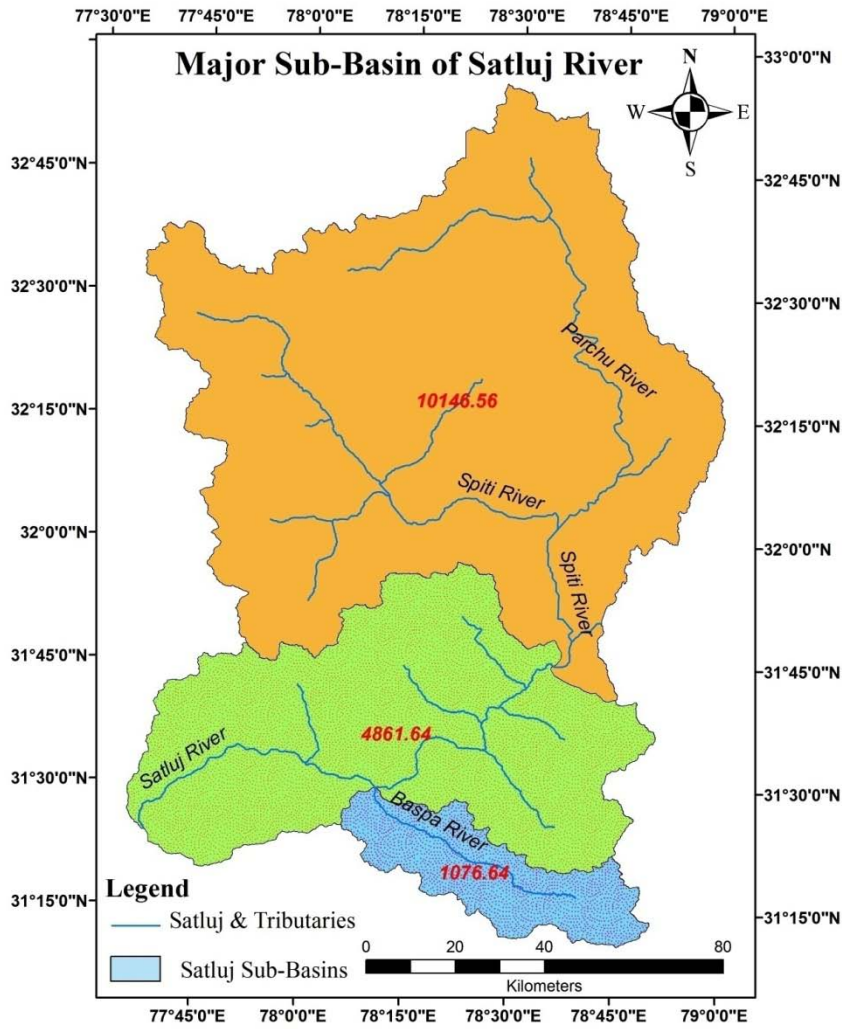 77°30'0"E 77°45'0"E 78°0'0"E 78°15'0"E 78°30'0"E 78°45'0"E 79°0'0"E
Major Sub-Basin of Satluj River
N
W E
S
33°0'0"N
32°45'0"N
32°45'0"N
32°30'0"N
32°30'0"N
Parchu River
10146.56
32°15'0"N
32°15'0"N
Spiti River
32°0'0"N
32°0'0"N
Spiti River
31°45'0"N
31°45'0"N
4861.64
Satluj River
31°30'0"N
31°30'0"N
Baspa River
1076.64
31°15'0"N
31°15'0"N
Legend
Satluj & Tributaries
Satluj Sub-Basins
0 20 40 80
Kilometers
77°45'0"E 78°0'0"E 78°15'0"E 78°30'0"E 78°45'0"E 79°0'0"E